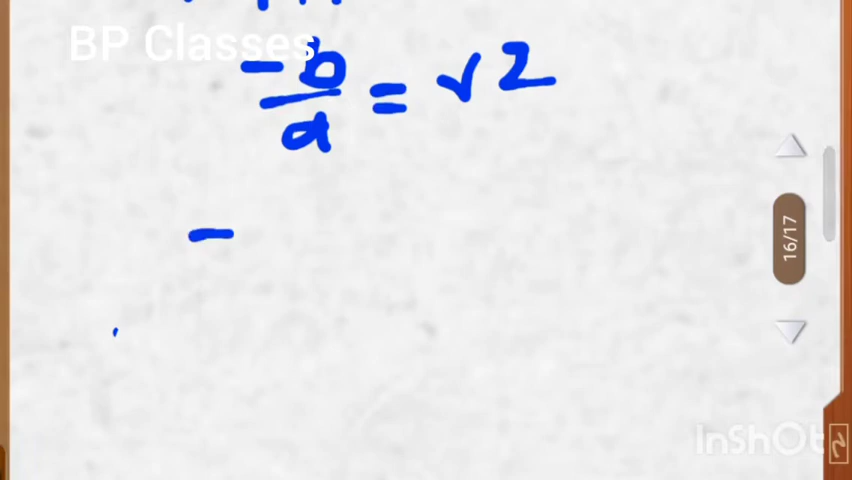 BP Classes
-b/a = √2
-
16/17
InShOt